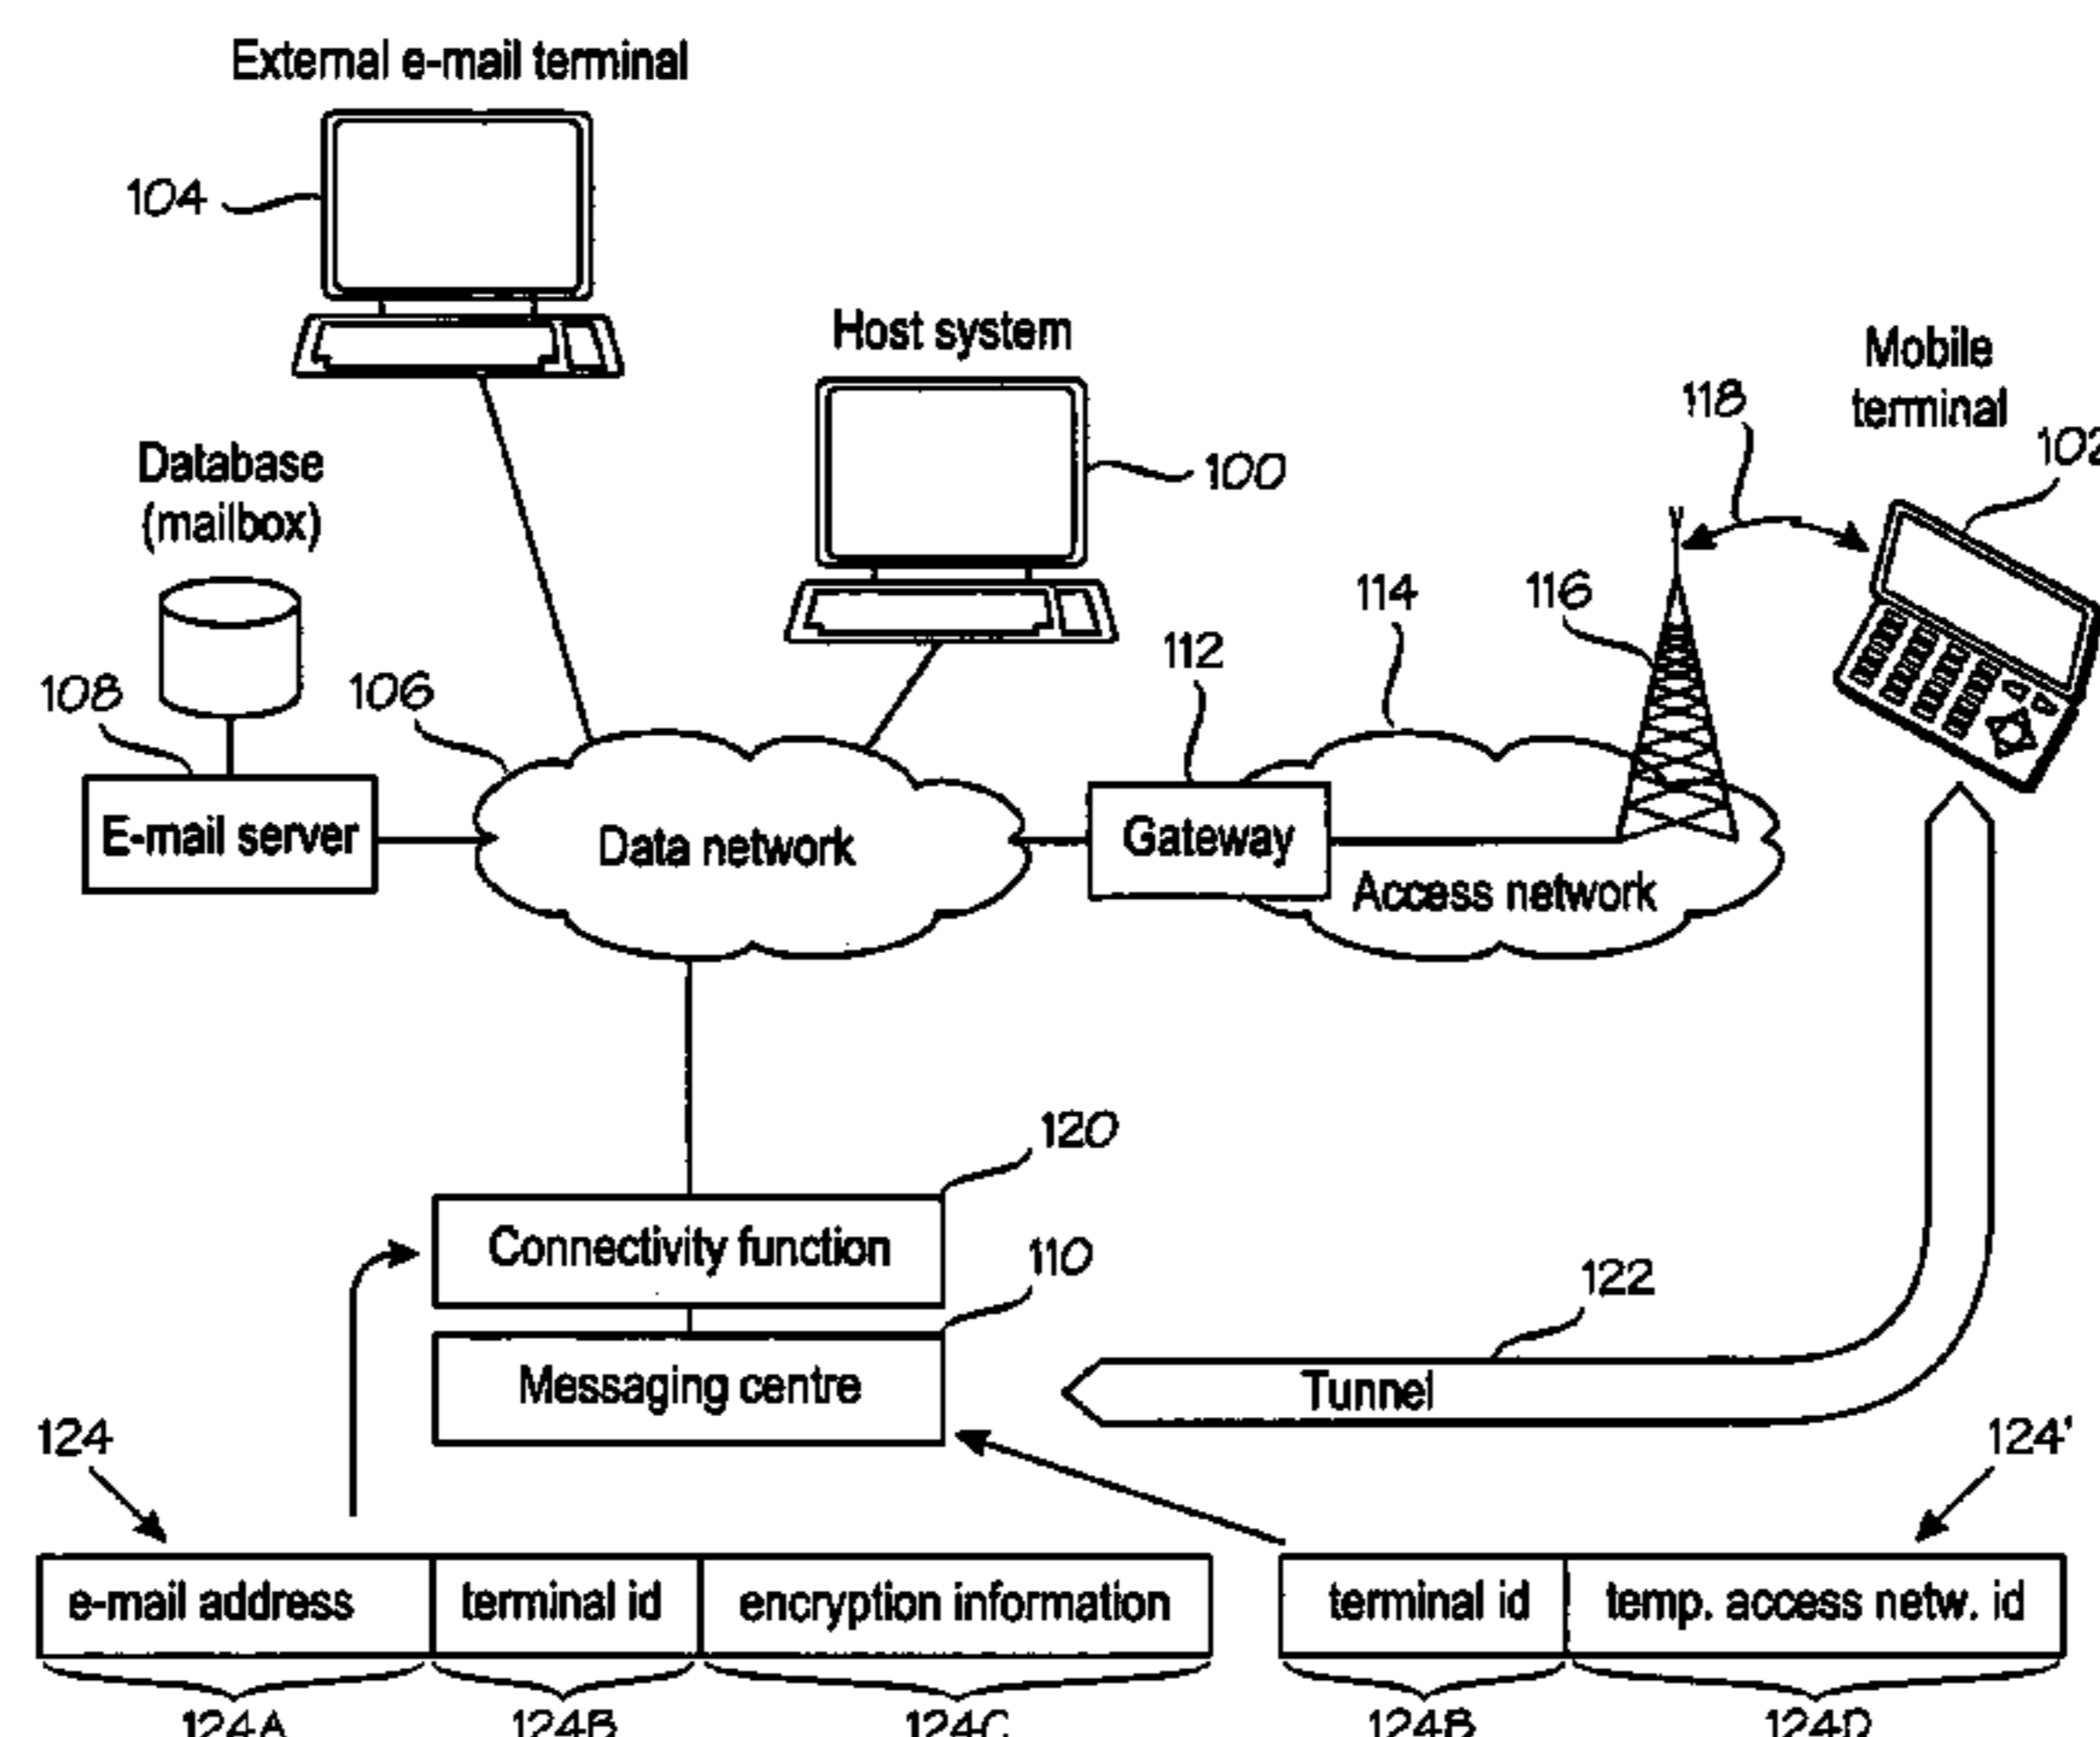 External e-mail terminal
104
Host system
Mobile
terminal
118
102
Database
(mailbox)
100
114
116
112
108
106
E-mail server
Data network
Gateway
Access network
120
Connectivity function
110
122
Messaging centre
Tunnel
124
124'
e-mail address
terminal id
encryption information
terminal id
temp. access netw. id
124A
124B
124C
124B
124D